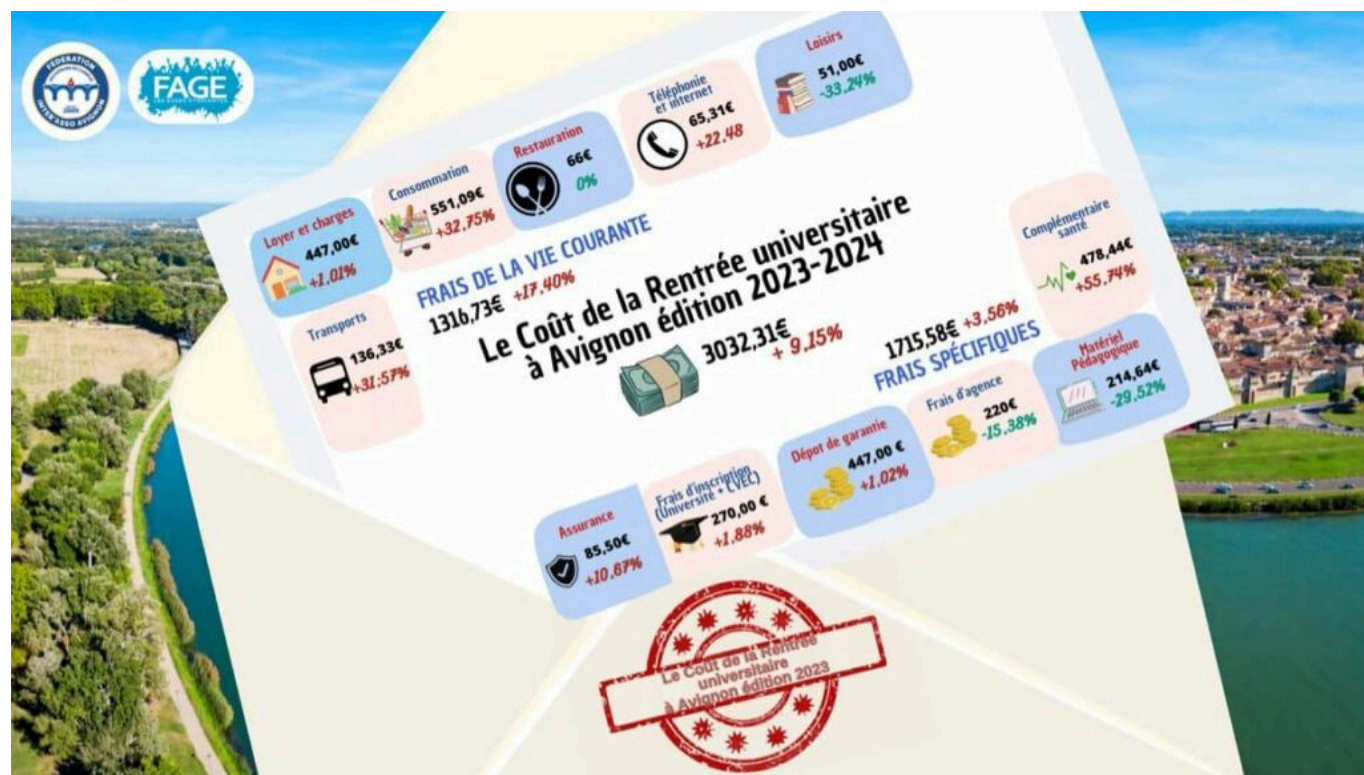 FÉDÉRATION
INTER'ASSO AVIGNON
FAGE
LES ASSOS ÉTUDIANTES
Loisirs
51,00€
-33,24%
Téléphonie
et internet
65,31€
+22,48
Restauration
66€
0%
Consommation
551,09€
+32,75%
Loyer et charges
447,00€
+1,01%
Transports
136,33€
+31,57%
FRAIS DE LA VIE COURANTE
1316,73€ +17,40%
Le Coût de la Rentrée universitaire
à Avignon édition 2023-2024
3032,31€
+ 9,15%
1715,58€ +3,56%
FRAIS SPÉCIFIQUES
Complémentaire
santé
478,44€
+55,74%
Matériel
Pédagogique
214,64€
-29,52%
Frais d'agence
220€
-15,38%
Dépot de garantie
447,00 €
+1,02%
Frais d'inscription
(Université + CVEC)
270,00 €
+1,88%
Assurance
85,50€
+10,67%
Le Coût de la Rentrée
universitaire
à Avignon édition 2023